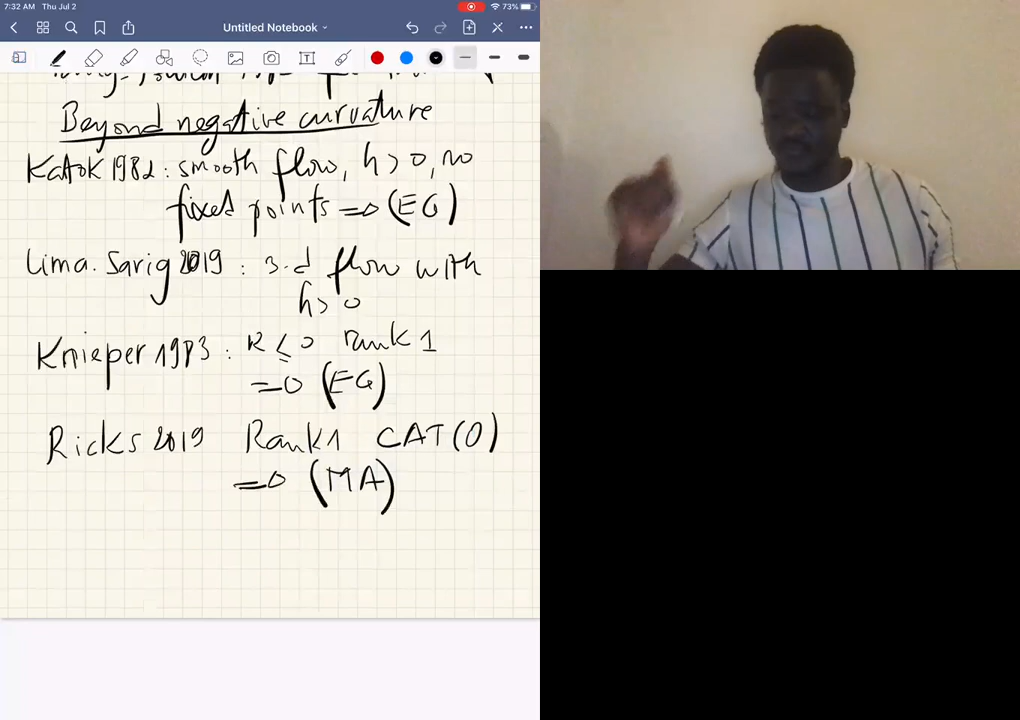 7:32 AM Thu Jul 2
73%
Untitled Notebook
Beyond negative curvature
Katok 1982 : smooth flow, h > 0, no
fixed points => (EG)
Lima. Sarig 2019 : 3-d flow with
h > 0
Knieper 1983 : K ≤ 0 rank 1
=> (EG)
Ricks 2019 Rank 1 CAT(0)
=> (MA)